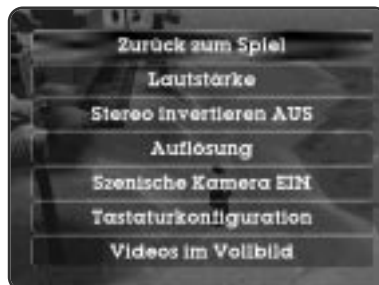 Zurück zum Spiel
Lautstärke
Stereo invertieren AUS
Auflösung
Szenische Kamera EIN
Tastaturkonfiguration
Videos im Vollbild